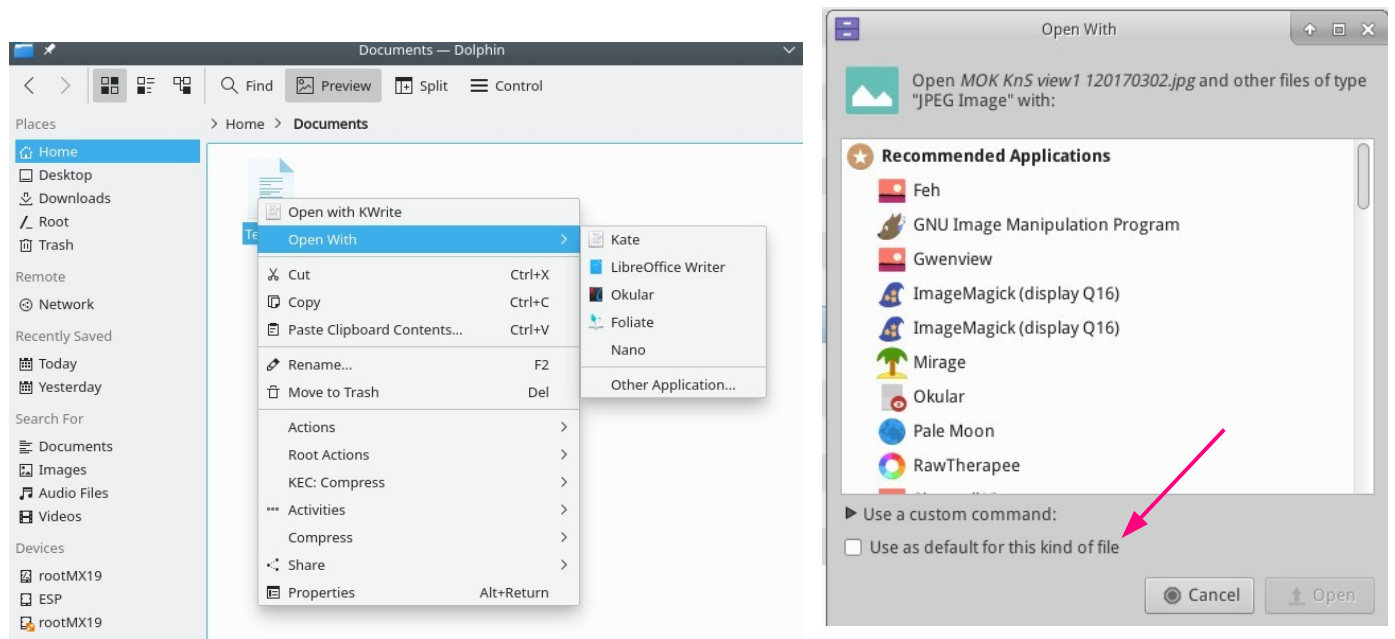 Documents — Dolphin
Find
Preview
Split
Control
Places
Home
Desktop
Downloads
Root
Trash
Remote
Network
Recently Saved
Today
Yesterday
Search For
Documents
Images
Audio Files
Videos
Devices
rootMX19
ESP
rootMX19
> Home > Documents
Te
Open with KWrite
Open With
Cut Ctrl+X
Copy Ctrl+C
Paste Clipboard Contents... Ctrl+V
Rename... F2
Move to Trash Del
Actions
Root Actions
KEC: Compress
Activities
Compress
Share
Properties Alt+Return
Kate
LibreOffice Writer
Okular
Foliate
Nano
Other Application...
Open With
Open MOK KnS view1 120170302.jpg and other files of type
"JPEG Image" with:
Recommended Applications
Feh
GNU Image Manipulation Program
Gwenview
ImageMagick (display Q16)
ImageMagick (display Q16)
Mirage
Okular
Pale Moon
RawTherapee
Use a custom command:
Use as default for this kind of file
Cancel
Open